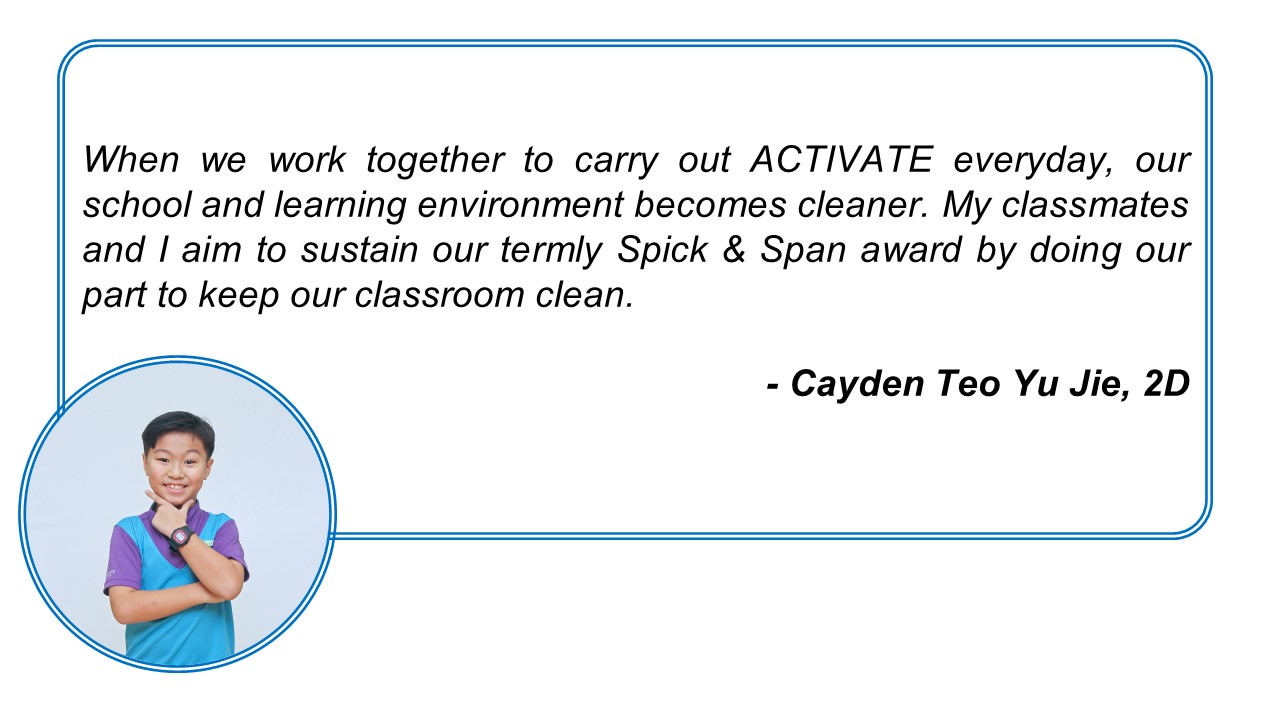 When we work together to carry out ACTIVATE everyday, our
school and learning environment becomes cleaner. My classmates
and I aim to sustain our termly Spick & Span award by doing our
part to keep our classroom clean.
- Cayden Teo Yu Jie, 2D